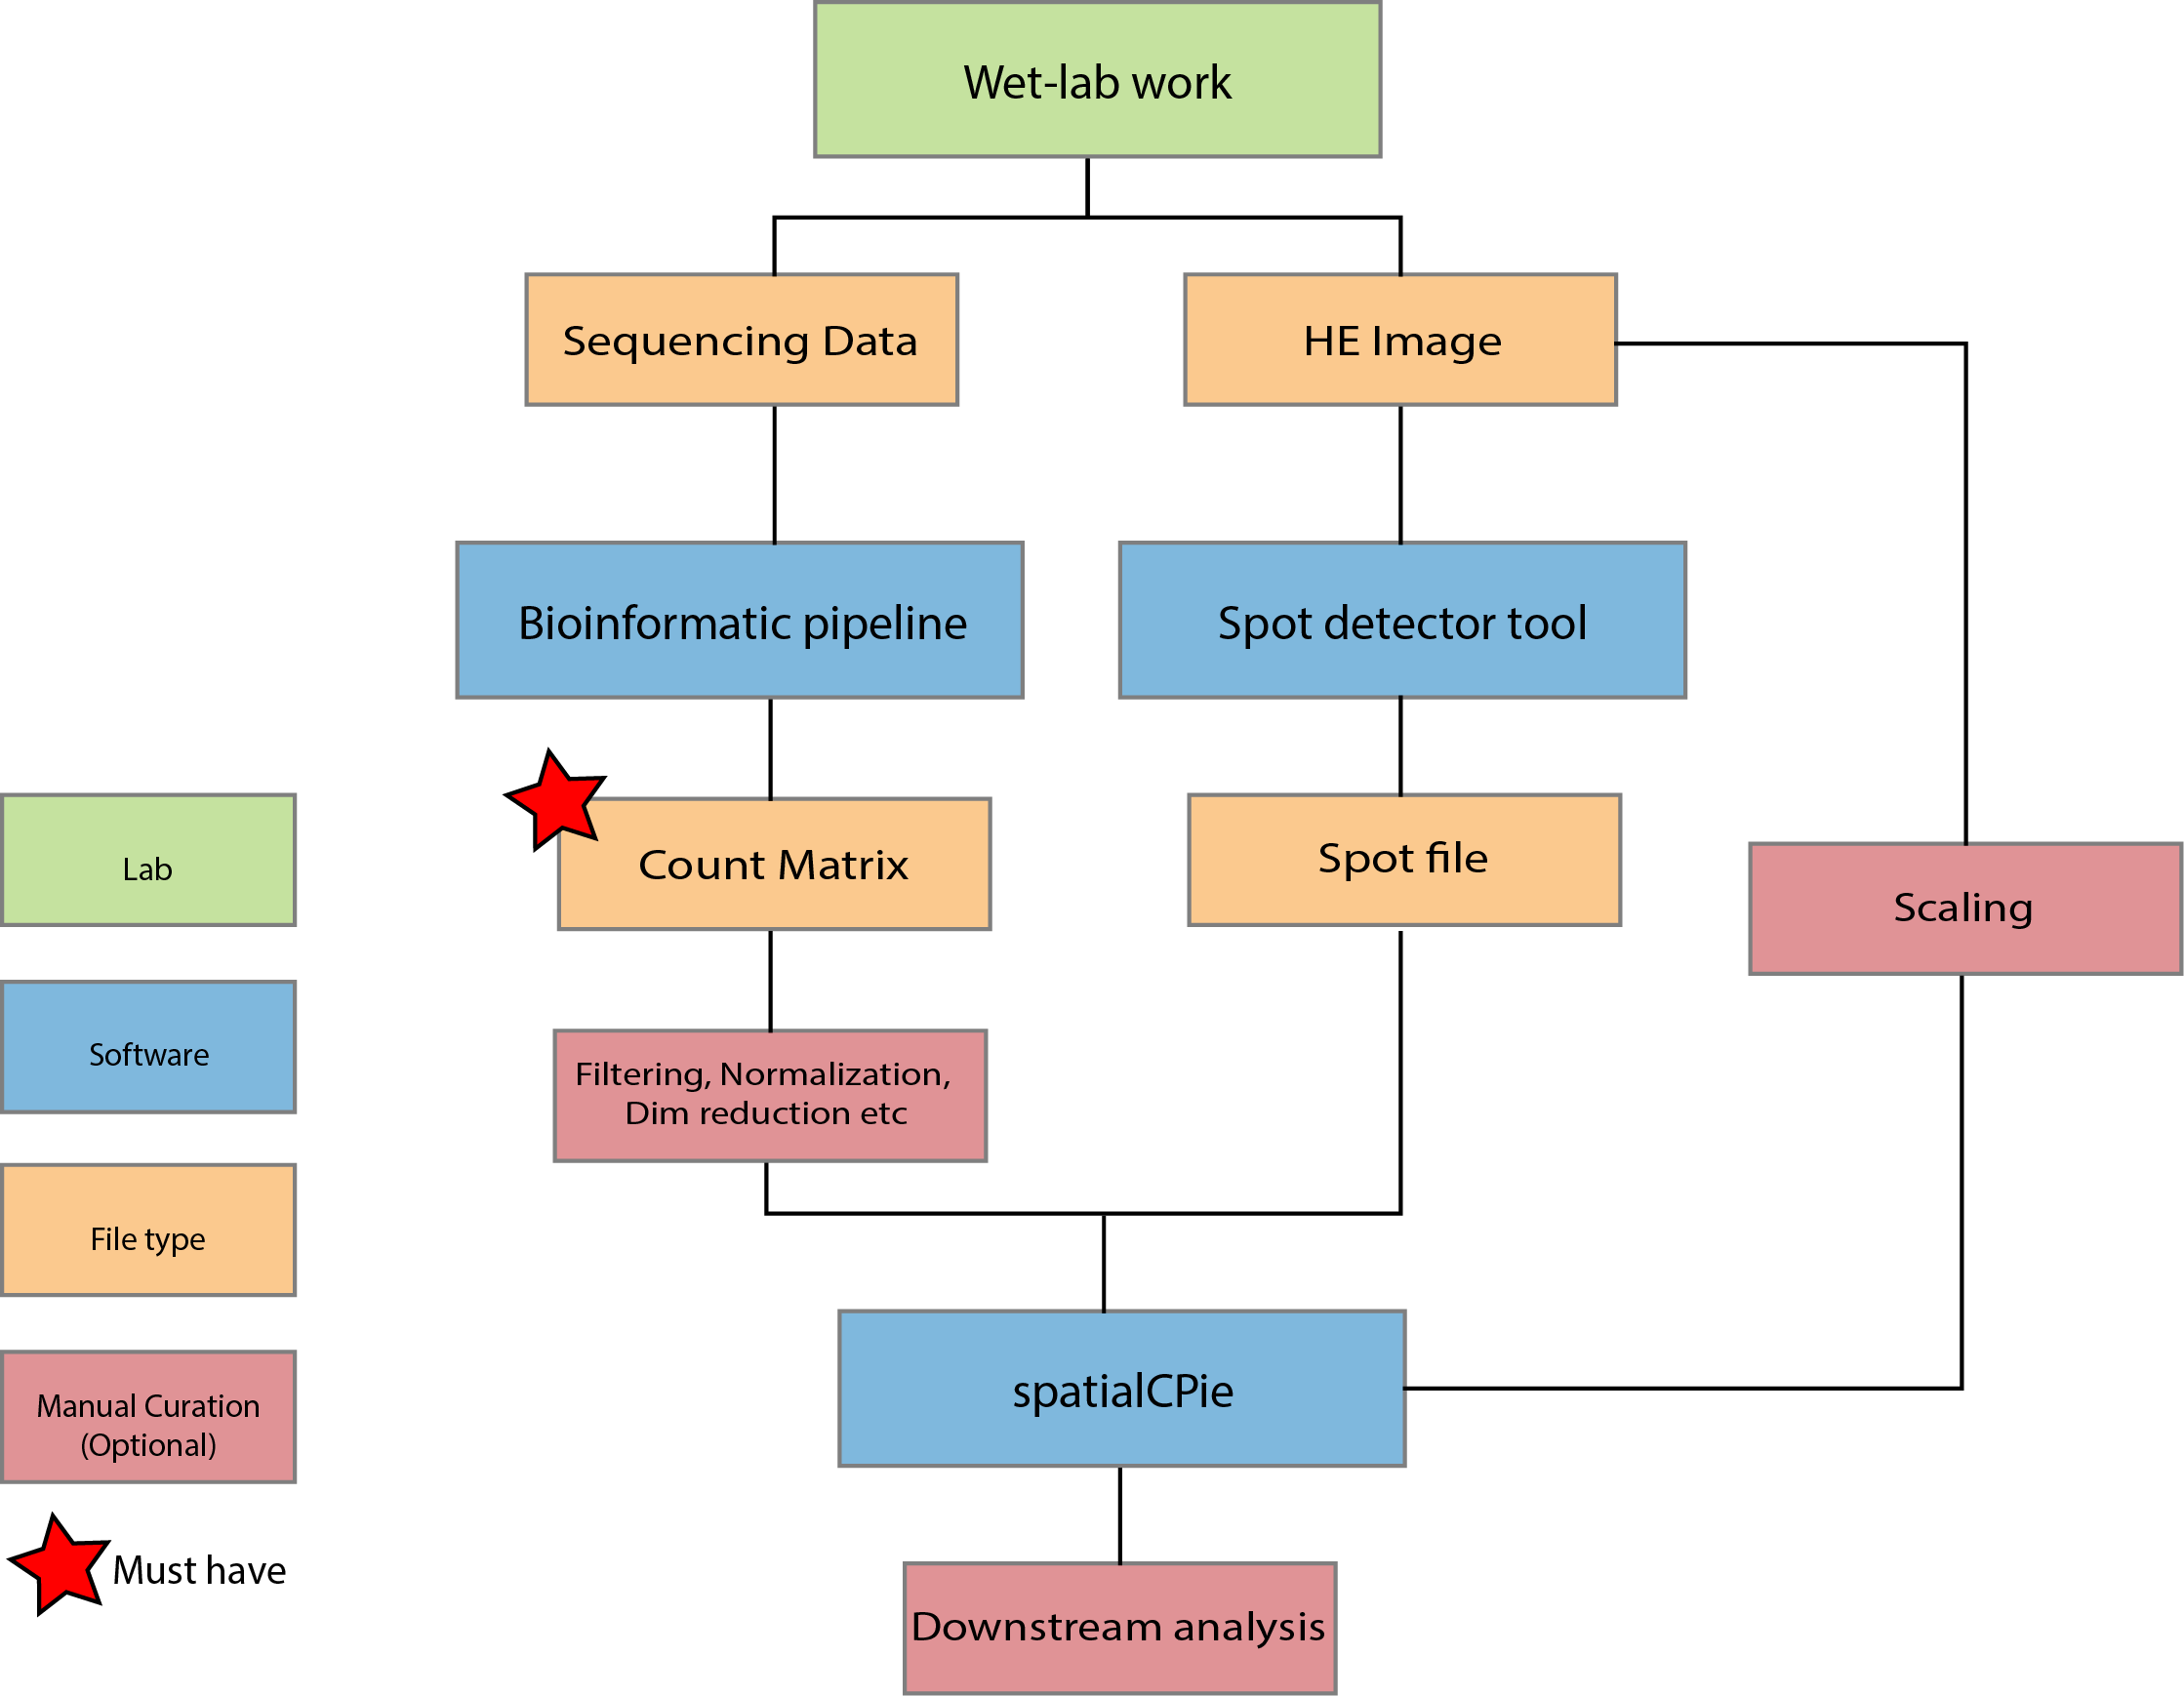 Wet-lab work
Sequencing Data
HE Image
Bioinformatic pipeline
Spot detector tool
Count Matrix
Spot file
Scaling
Filtering, Normalization,
Dim reduction etc
spatialCPie
Downstream analysis
Lab
Software
File type
Manual Curation
(Optional)
Must have